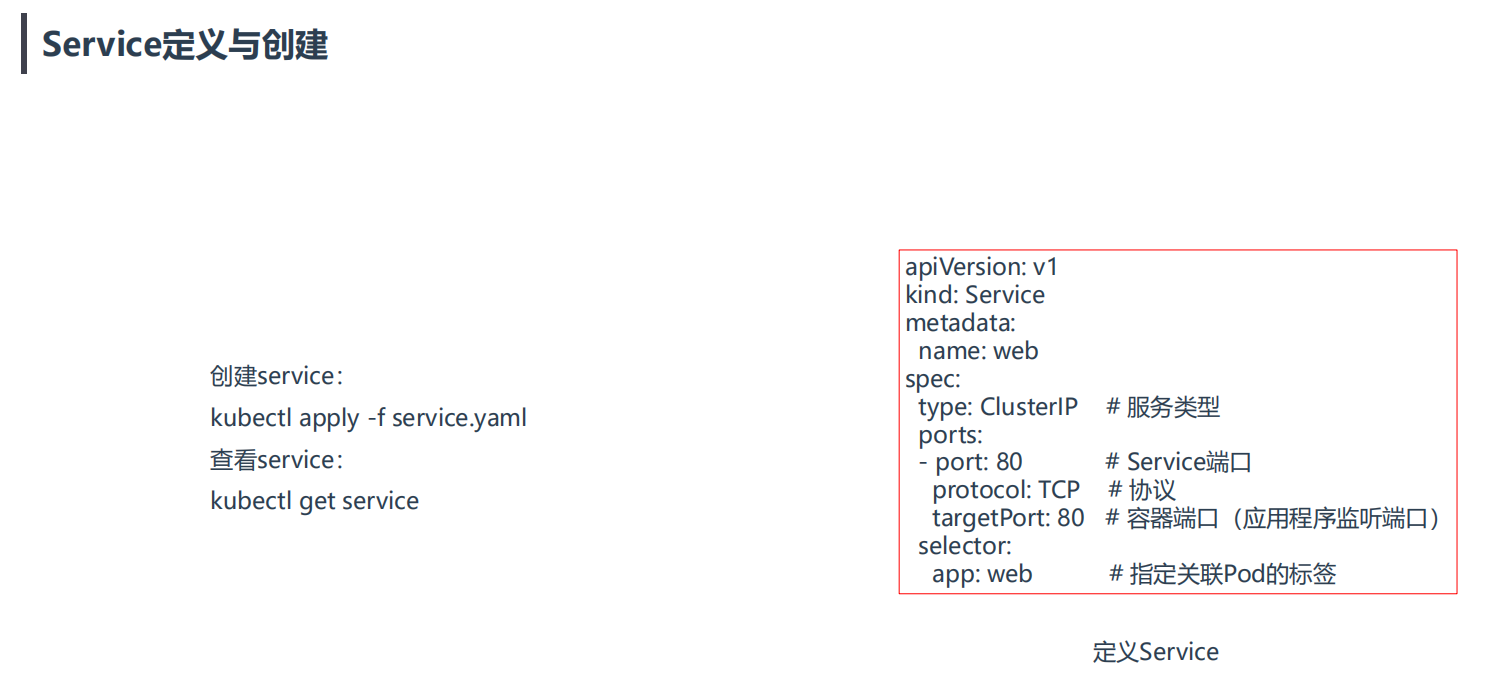 Service定义与创建
创建service：
kubectl apply -f service.yaml
查看service：
kubectl get service
apiVersion: v1
kind: Service
metadata:
  name: web
spec:
  type: ClusterIP    # 服务类型
  ports:
  - port: 80            # Service端口
    protocol: TCP    # 协议
    targetPort: 80   # 容器端口（应用程序监听端口）
  selector:
    app: web           # 指定关联Pod的标签
定义Service